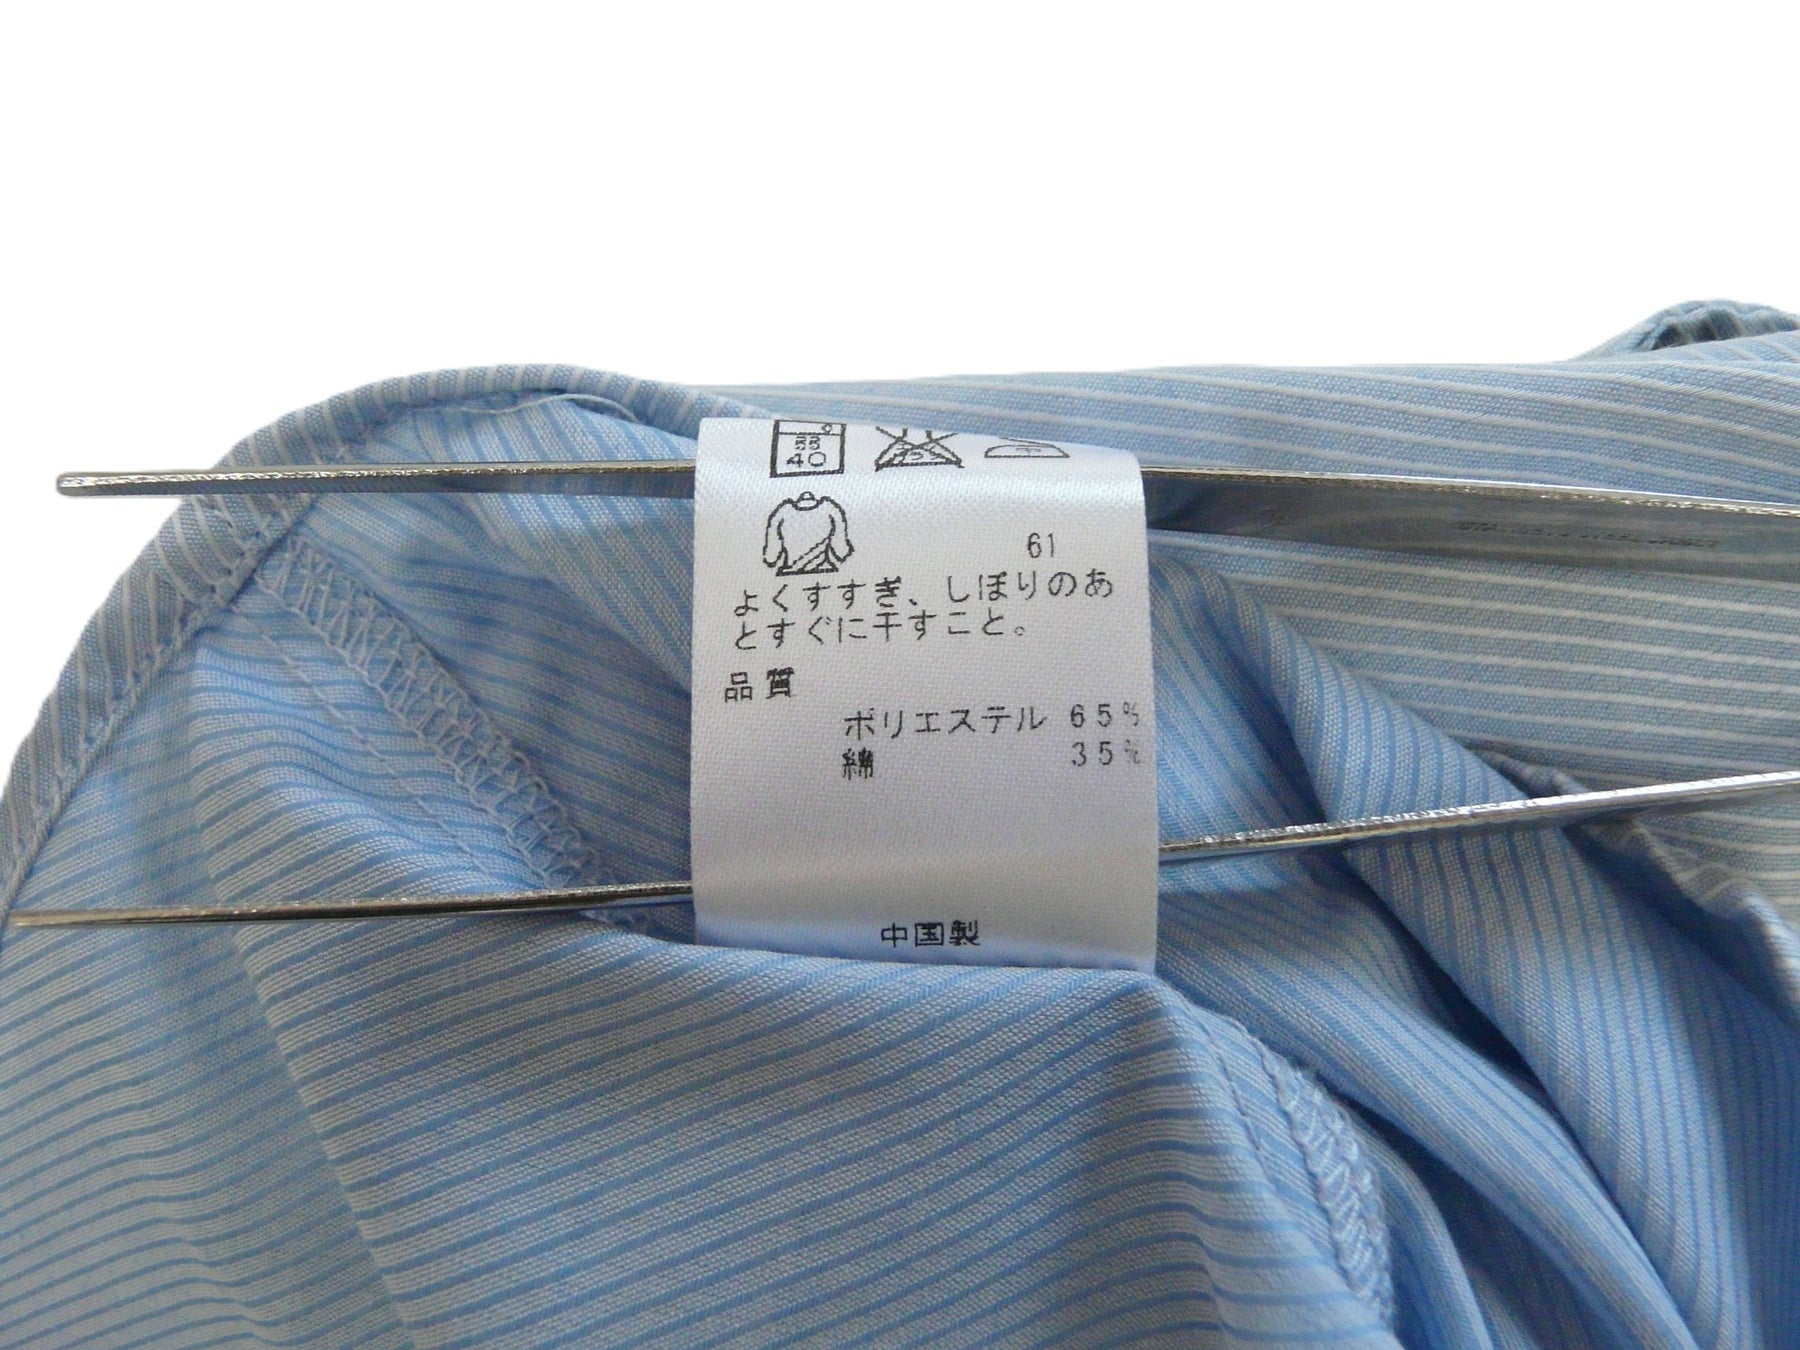 40
61
よくすすぎ、しぼりのあ
とすぐに干すこと。
品質
ポリエステル 65%
綿 35%
中国製